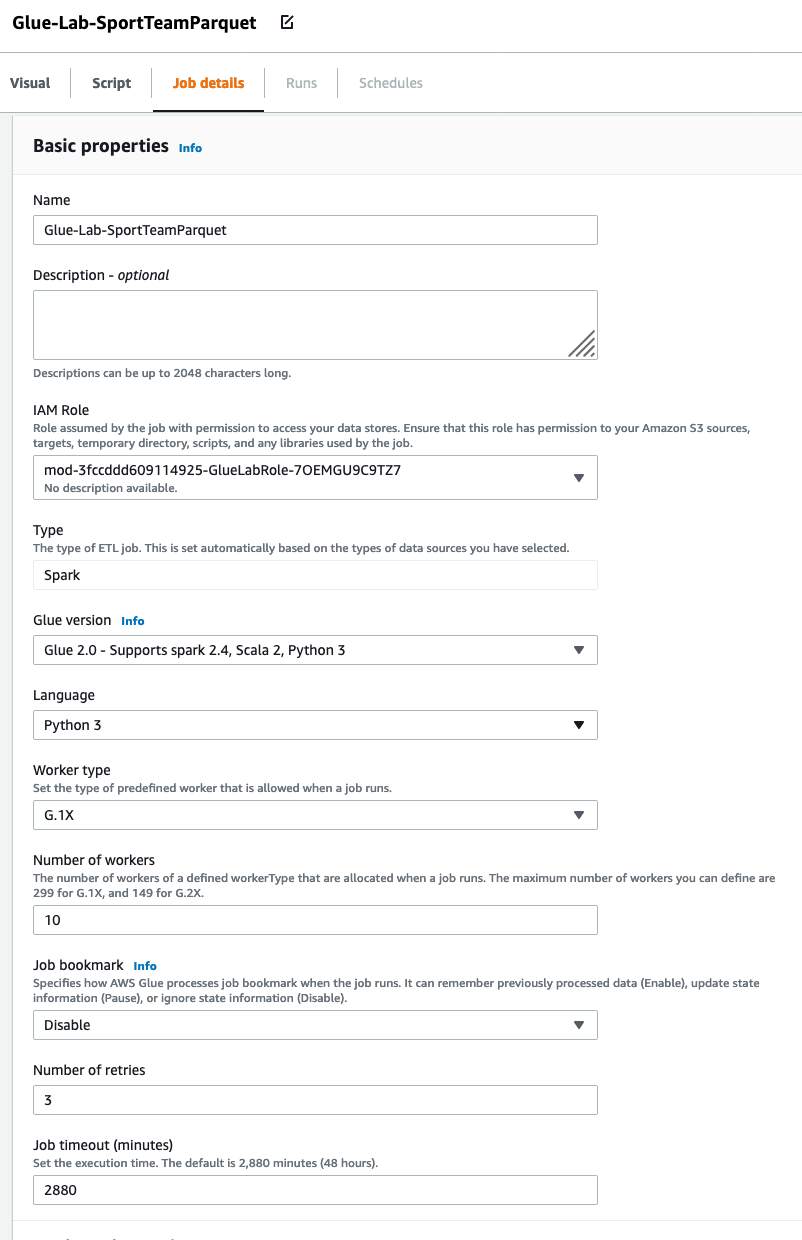 Glue-Lab-SportTeamParquet
Visual
Script
Job details
Runs
Schedules
Basic properties Info
Name
Glue-Lab-SportTeamParquet
Description - optional
Descriptions can be up to 2048 characters long.
IAM Role
Role assumed by the job with permission to access your data stores. Ensure that this role has permission to your Amazon S3 sources,
targets, temporary directory, scripts, and any libraries used by the job.
mod-3fccddd609114925-GlueLabRole-7OEMGU9C9TZ7
No description available.
Type
The type of ETL job. This is set automatically based on the types of data sources you have selected.
Spark
Glue version Info
Glue 2.0 - Supports spark 2.4, Scala 2, Python 3
Language
Python 3
Worker type
Set the type of predefined worker that is allowed when a job runs.
G.1X
Number of workers
The number of workers of a defined workerType that are allocated when a job runs. The maximum number of workers you can define are
299 for G.1X, and 149 for G.2X.
10
Job bookmark Info
Specifies how AWS Glue processes job bookmark when the job runs. It can remember previously processed data (Enable), update state
information (Pause), or ignore state information (Disable).
Disable
Number of retries
3
Job timeout (minutes)
Set the execution time. The default is 2,880 minutes (48 hours).
2880